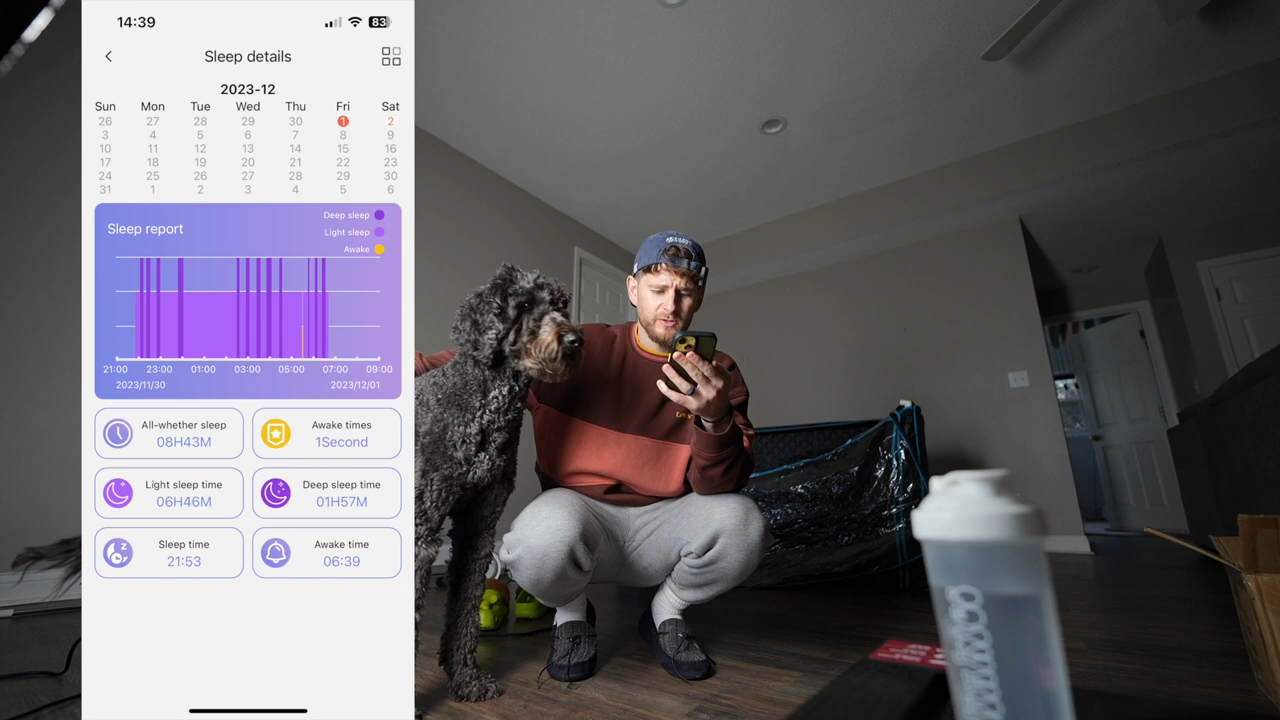 14:39
83
Sleep details
2023-12
Sun Mon Tue Wed Thu Fri Sat
26 27 28 29 30 1 2
3 4 5 6 7 8 9
10 11 12 13 14 15 16
17 18 19 20 21 22 23
24 25 26 27 28 29 30
31 1 2 3 4 5 6
Sleep report
Deep sleep
Light sleep
Awake
21:00 23:00 01:00 03:00 05:00 07:00 09:00
2023/11/30 2023/12/01
All-whether sleep
08H43M
Awake times
1Second
Light sleep time
06H46M
Deep sleep time
01H57M
Sleep time
21:53
Awake time
06:39